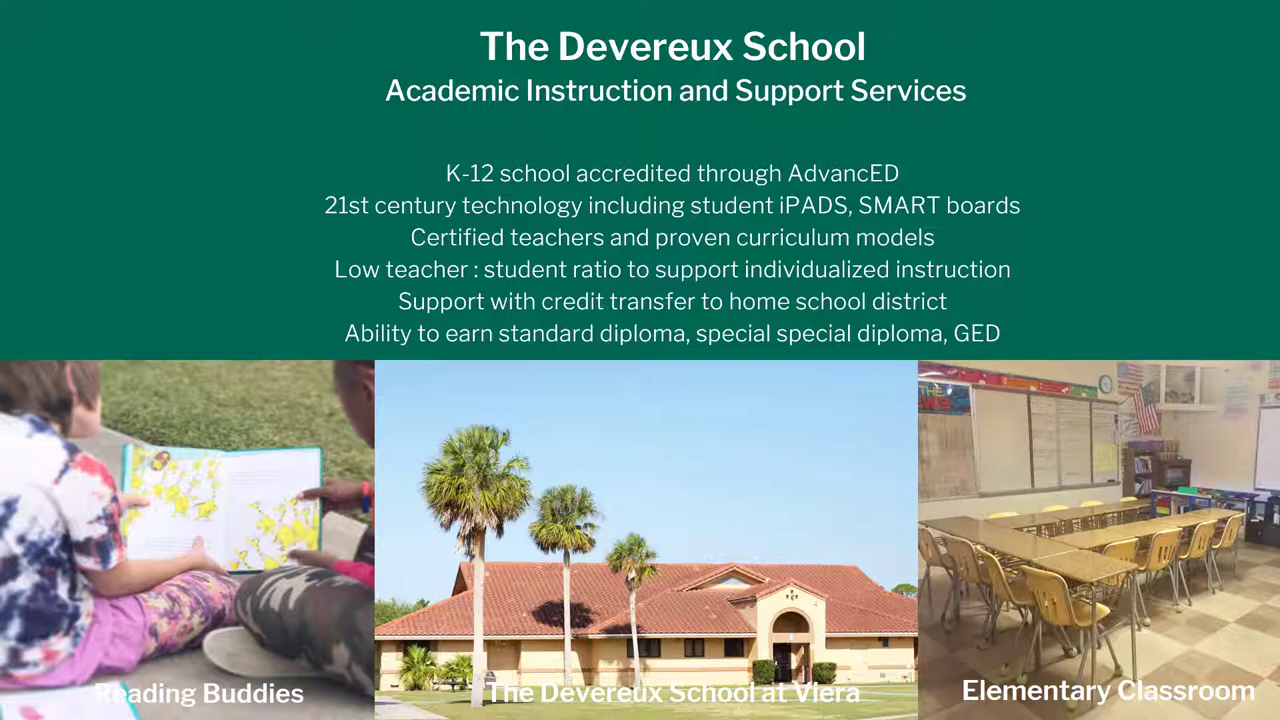 The Devereux School
Academic Instruction and Support Services
K-12 school accredited through AdvancED
21st century technology including student iPADS, SMART boards
Certified teachers and proven curriculum models
Low teacher : student ratio to support individualized instruction
Support with credit transfer to home school district
Ability to earn standard diploma, special special diploma, GED
Reading Buddies
The Devereux School at Viera
Elementary Classroom